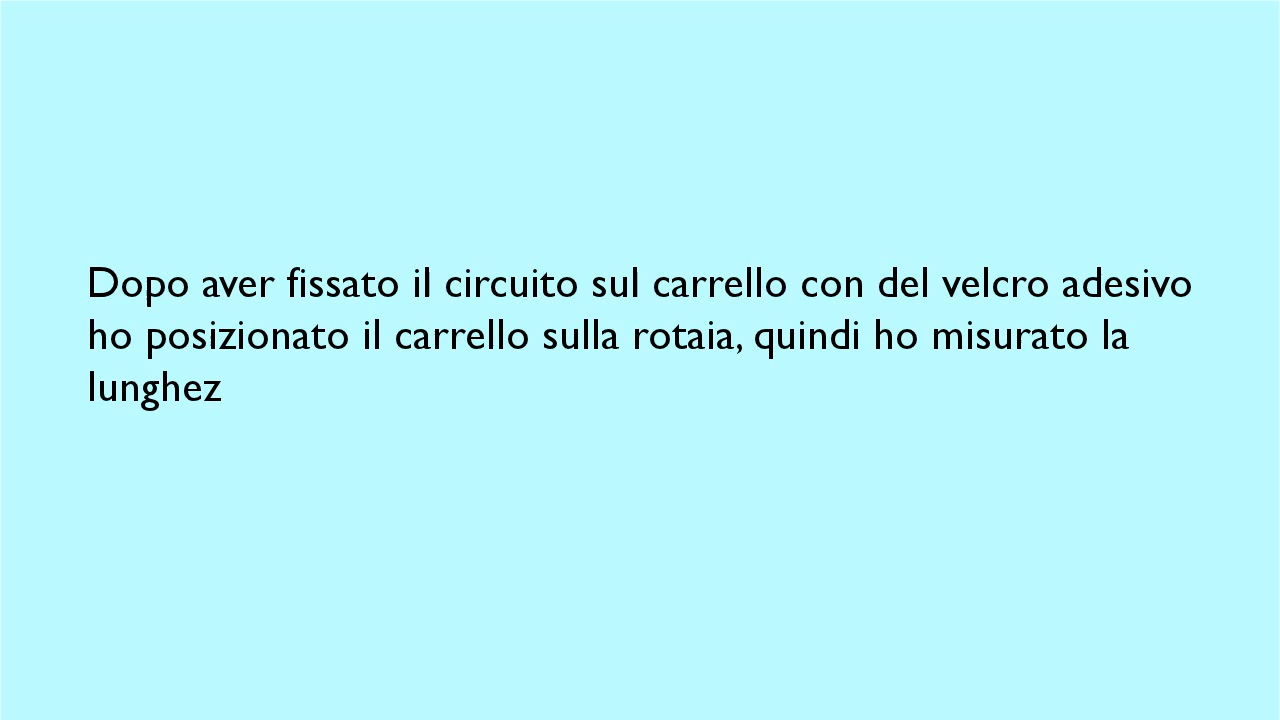 Dopo aver fissato il circuito sul carrello con del velcro adesivo
ho posizionato il carrello sulla rotaia, quindi ho misurato la
lunghez